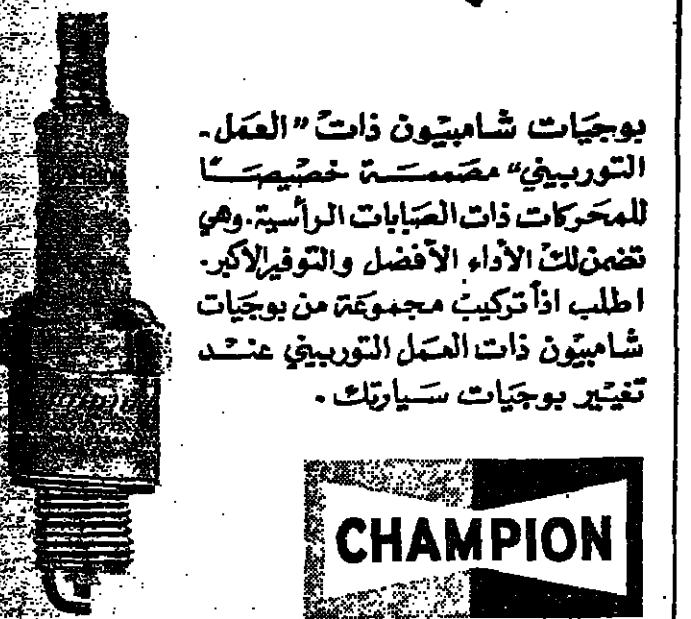 بوجيات شامبيون ذات "العمل
التوربيني" مصممة خصيصًا
للمحركات ذات الصبابات الرأسية. وهي
تضمن لك الأداء الأفضل والتوفير الأكبر.
اطلب اذاً تركيب مجموعة من بوجيات
شامبيون ذات العمل التوربيني عند
تغيير بوجيات سيارتك.
CHAMPION